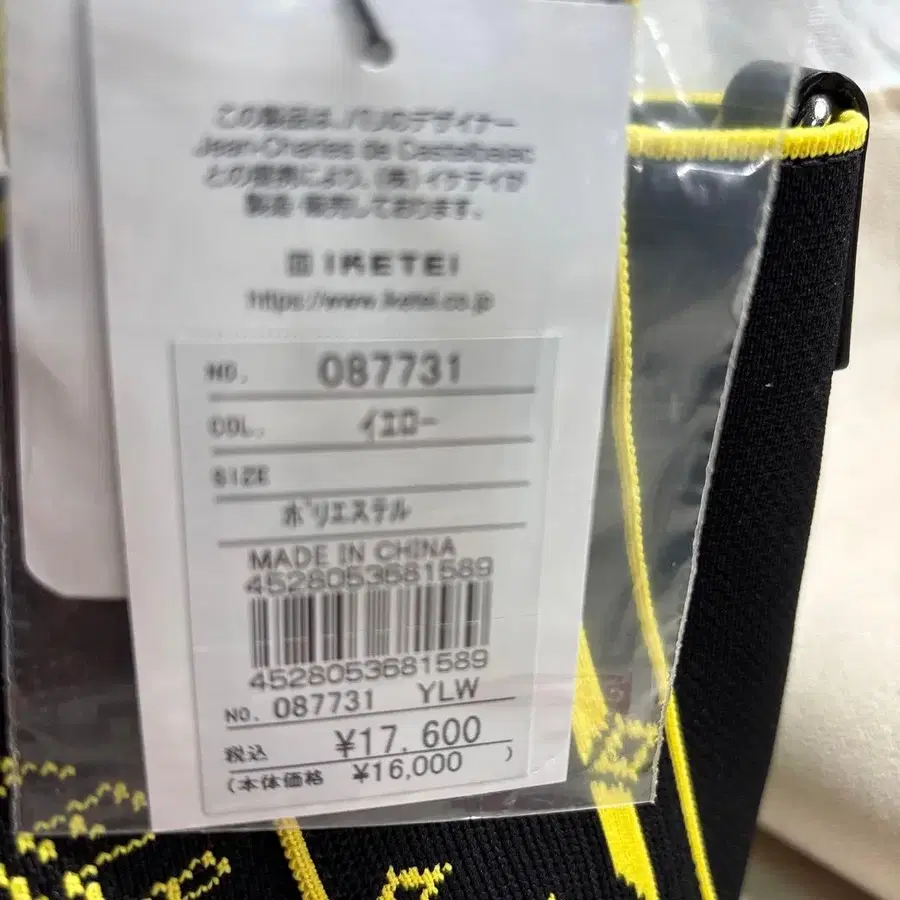 この製品は、パリのデザイナー
Jean-Charles de Castelbajac
との提携により、(株)イケテイが
製造・販売しております。
IKETEI
https://www.iketei.co.jp
NO. 087731
COL. イエロー
SIZE
ポリエステル
MADE IN CHINA
4528053681589
4528053681589
NO. 087731 YLW
税込 ¥17,600
(本体価格 ¥16,000 )